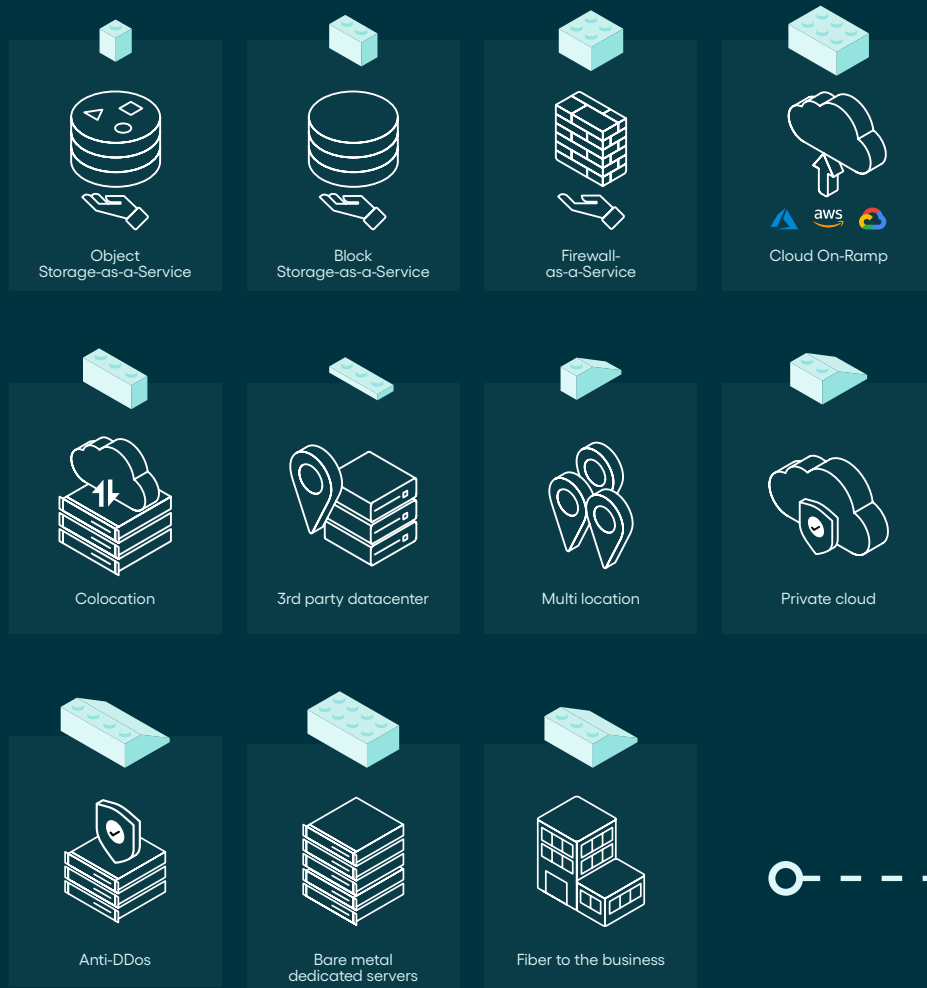 Object
Storage-as-a-Service
Block
Storage-as-a-Service
Firewall-
as-a-Service
aws
Cloud On-Ramp
Colocation
3rd party datacenter
Multi location
Private cloud
Anti-DDos
Bare metal
dedicated servers
Fiber to the business